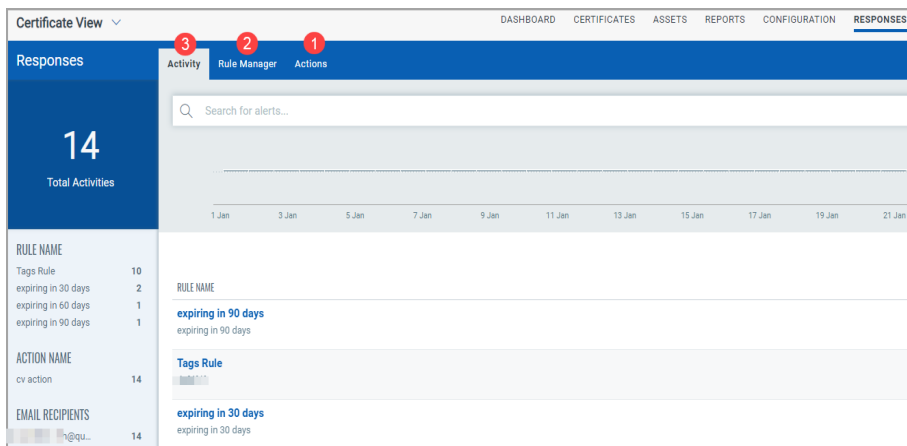 Certificate View
DASHBOARD CERTIFICATES ASSETS REPORTS CONFIGURATION RESPONSES
Responses
3 2 1
Activity Rule Manager Actions
Search for alerts...
14
Total Activities
1 Jan 3 Jan 5 Jan 7 Jan 9 Jan 11 Jan 13 Jan 15 Jan 17 Jan 19 Jan 21 Jan
RULE NAME
Tags Rule 10
expiring in 30 days 2
expiring in 60 days 1
expiring in 90 days 1
ACTION NAME
cv action 14
EMAIL RECIPIENTS
n@qu... 14
RULE NAME
expiring in 90 days
expiring in 90 days
Tags Rule
expiring in 30 days
expiring in 30 days